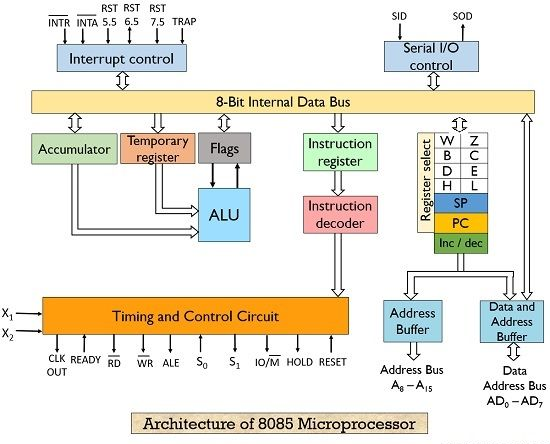 INTR INTA RST 5.5 RST 6.5 RST 7.5 TRAP
SID SOD
Interrupt control
Serial I/O
control
8-Bit Internal Data Bus
Accumulator
Temporary
register
Flags
Instruction
register
Register select
W Z
B C
D E
H L
SP
PC
Inc / dec
ALU
Instruction
decoder
X1
X2
Timing and Control Circuit
Address
Buffer
Data and
Address
Buffer
CLK OUT READY RD WR ALE S0 S1 IO/M HOLD RESET
Address Bus
A8 – A15
Data
Address Bus
AD0 – AD7
Architecture of 8085 Microprocessor